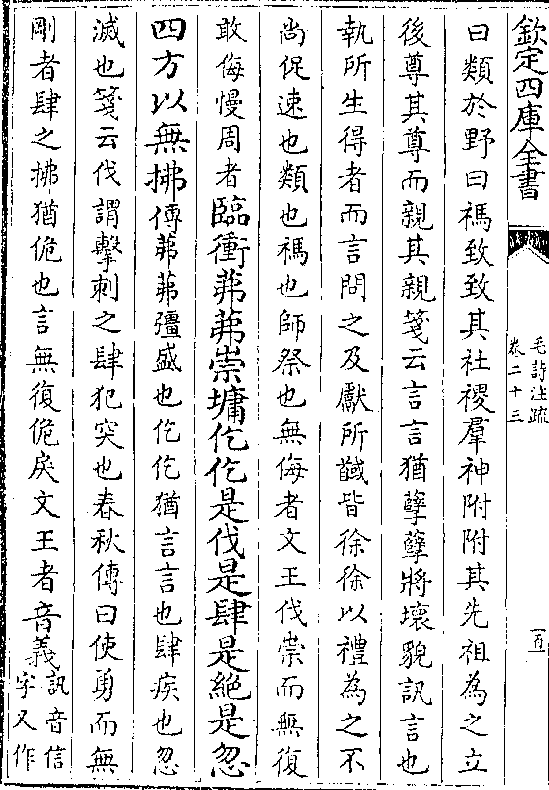 欽定四庫全書
毛詩注疏
卷二十三
百
曰類於野曰禡致致其社稷羣神附附其先祖為之立
後尊其尊而親其親箋云言言猶孽孽將壞貌訊言也
執所生得者而言問之及獻所馘皆徐徐以禮為之不
尚促速也類也禡也師祭也無侮者文王伐崇而無復
敢侮慢周者臨衝茀茀崇墉仡仡是伐是肆是絕是忽
四方以無拂傳茀茀彊盛也仡仡猶言言也肆疾也忽
滅也箋云伐謂擊刺之肆犯突也春秋傳曰使勇而無
剛者肆之拂猶佹也言無復佹戾文王者音義訊音信
字又作